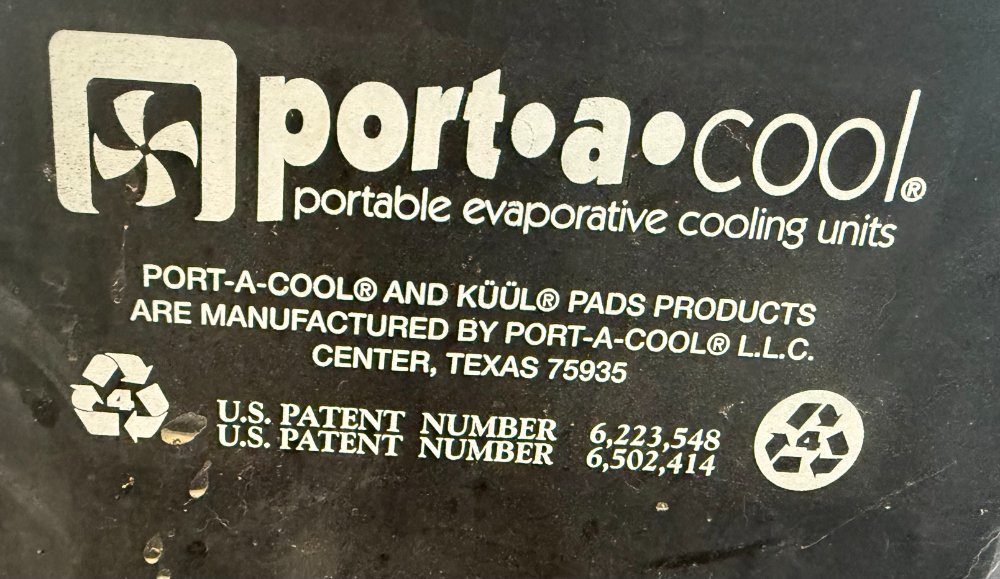 port•a•cool®
portable evaporative cooling units
PORT-A-COOL® AND KÜÜL® PADS PRODUCTS
ARE MANUFACTURED BY PORT-A-COOL® L.L.C.
CENTER, TEXAS 75935
4
U.S. PATENT NUMBER 6,223,548
U.S. PATENT NUMBER 6,502,414
4